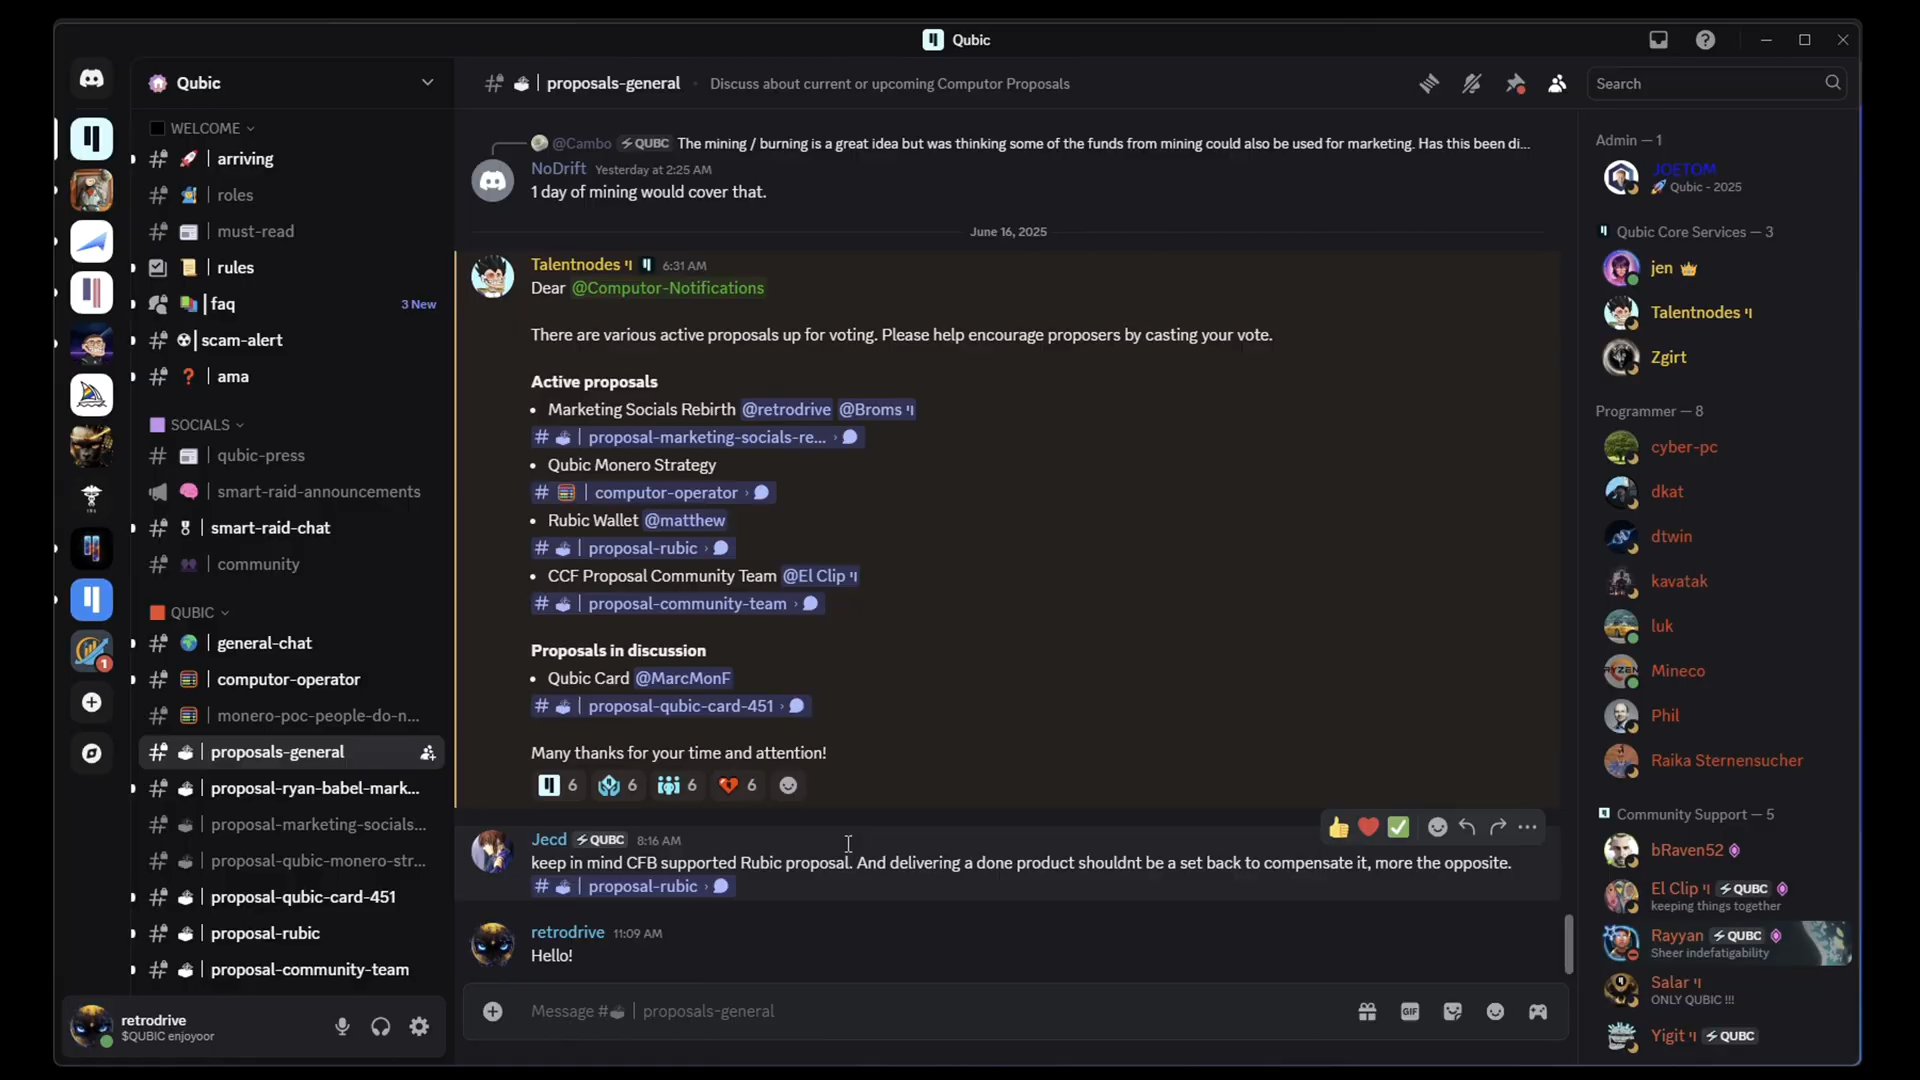 Qubic
Qubic
WELCOME
arriving
roles
must-read
rules
faq
3 New
scam-alert
ama
SOCIALS
qubic-press
smart-raid-announcements
smart-raid-chat
community
QUBIC
general-chat
computor-operator
monero-poc-people-do-n...
proposals-general
proposal-ryan-babel-mark...
proposal-marketing-socials...
proposal-qubic-monero-str...
proposal-qubic-card-451
proposal-rubic
proposal-community-team
1
retrodrive
$QUBIC enjoyoor
proposals-general
Discuss about current or upcoming Computor Proposals
Search
@Cambo QUBC The mining / burning is a great idea but was thinking some of the funds from mining could also be used for marketing. Has this been di...
NoDrift Yesterday at 2:25 AM
1 day of mining would cover that.
June 16, 2025
Talentnodes 6:31 AM
Dear @Computor-Notifications
There are various active proposals up for voting. Please help encourage proposers by casting your vote.
Active proposals
• Marketing Socials Rebirth @retrodrive @Broms
# | proposal-marketing-socials-re... ›
• Qubic Monero Strategy
# | computor-operator ›
• Rubic Wallet @matthew
# | proposal-rubic ›
• CCF Proposal Community Team @El Clip
# | proposal-community-team ›
Proposals in discussion
• Qubic Card @MarcMonF
# | proposal-qubic-card-451 ›
Many thanks for your time and attention!
6 6 6 6
Jecd QUBC 8:16 AM
keep in mind CFB supported Rubic proposal. And delivering a done product shouldnt be a set back to compensate it, more the opposite.
# | proposal-rubic ›
retrodrive 11:09 AM
Hello!
Message # | proposals-general
GIF
Admin — 1
JOETOM
Qubic - 2025
Qubic Core Services — 3
jen
Talentnodes
Zgirt
Programmer — 8
cyber-pc
dkat
dtwin
kavatak
luk
Mineco
Phil
Raika Sternensucher
Community Support — 5
bRaven52
El Clip QUBC
keeping things together
Rayyan QUBC
Sheer indefatigability
Salar
ONLY QUBIC !!!
Yigit QUBC